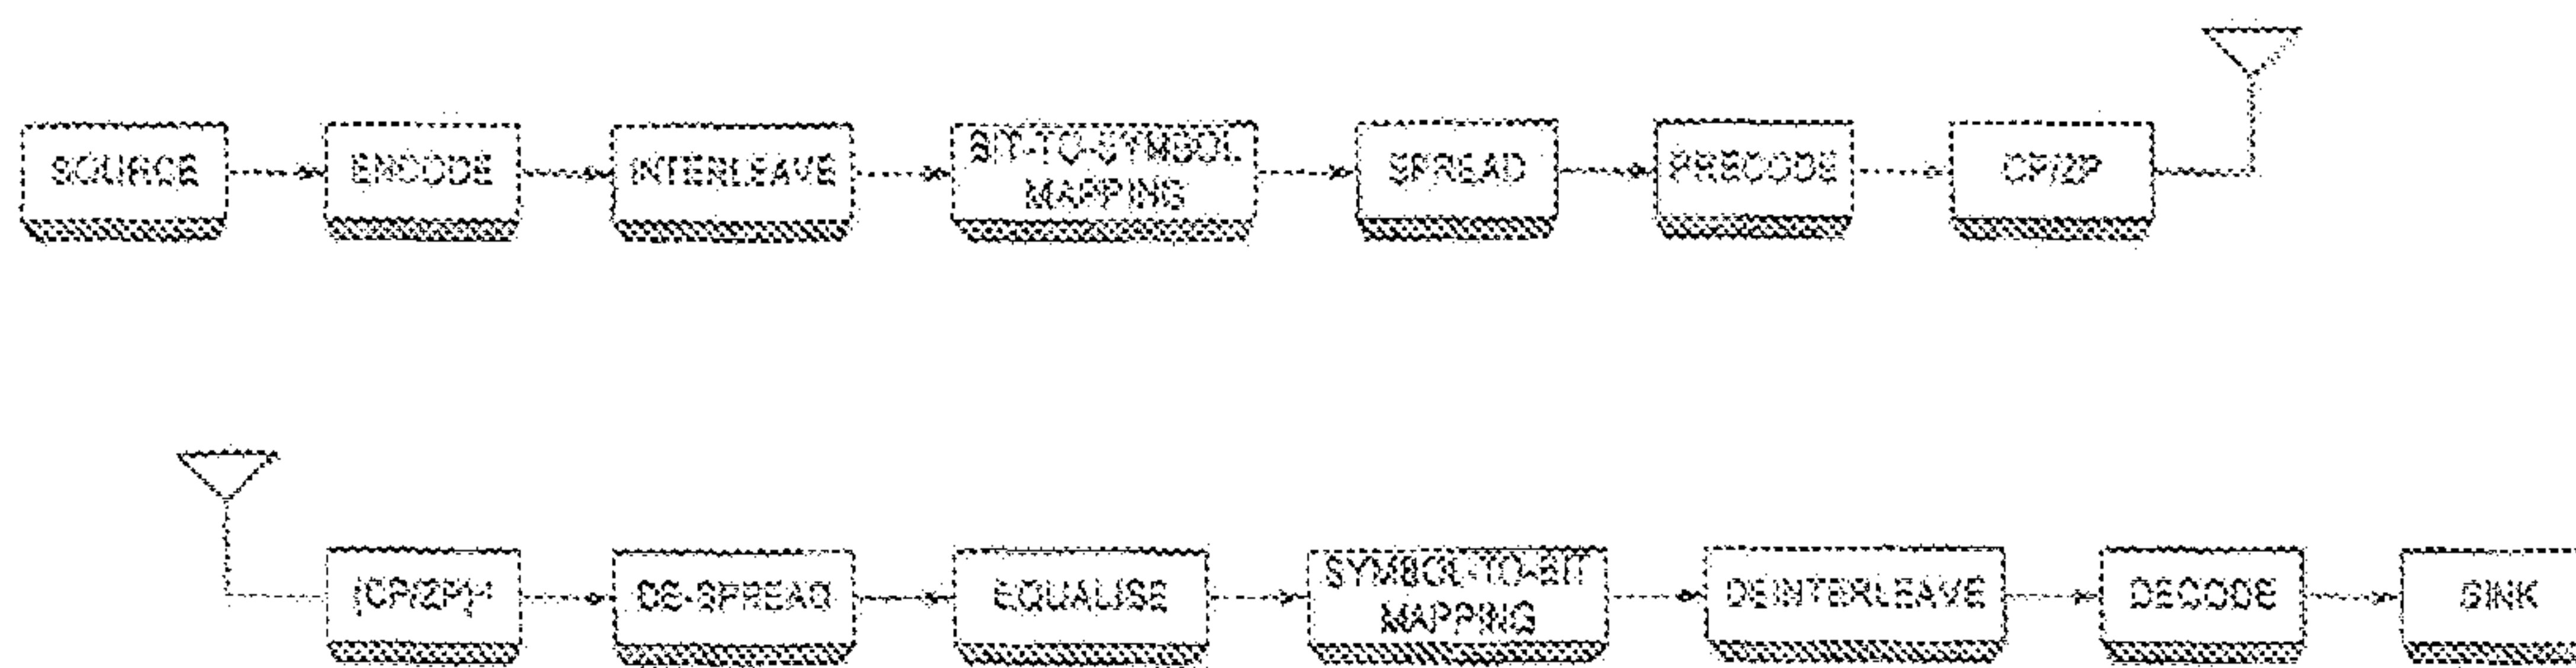 SOURCE
ENCODE
INTERLEAVE
BIT-TO-SYMBOL
MAPPING
SPREAD
PRECODE
CP/ZP
[CP/ZP]⁻¹
DE-SPREAD
EQUALISE
SYMBOL-TO-BIT
MAPPING
DEINTERLEAVE
DECODE
SINK